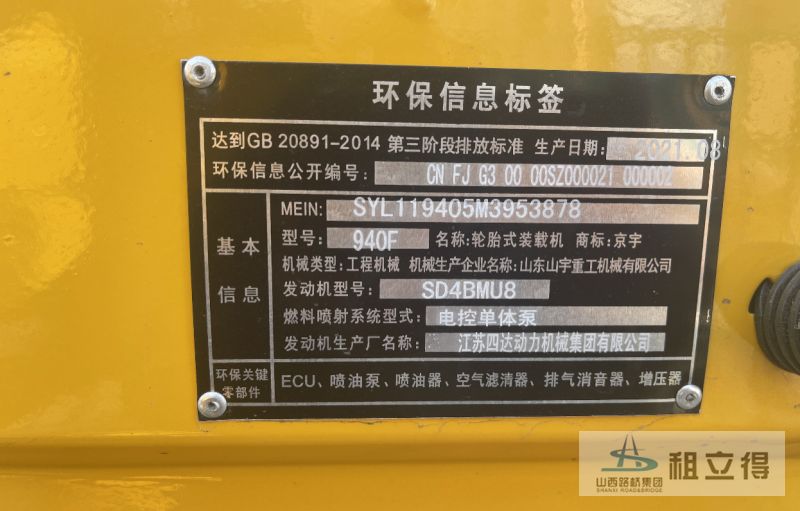 环保信息标签
达到GB 20891-2014 第三阶段排放标准 生产日期: 2021.08
环保信息公开编号: CN FJ G3 00 00SZ000021 000002
基本信息
MEIN: SYL119405M3953878
型号: 940F 名称:轮胎式装载机 商标:京宇
机械类型:工程机械 机械生产企业名称:山东山宇重工机械有限公司
发动机型号: SD4BMU8
燃料喷射系统型式: 电控单体泵
发动机生产厂名称: 江苏四达动力机械集团有限公司
环保关键零部件
ECU、喷油泵、喷油器、空气滤清器、排气消音器、增压器
山西路桥集团
SHANXI ROAD&BRIDGE
租立得